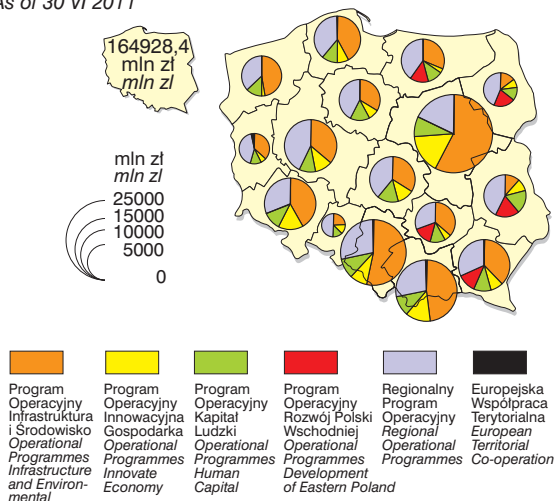 As of 30 VI 2011
164928,4
mln zł
mln zl
mln zł
mln zl
25000
15000
10000
5000
0
Program
Operacyjny
Infrastruktura
i Środowisko
Operational
Programmes
Infrastructure
and Environ-
mental
Program
Operacyjny
Innowacyjna
Gospodarka
Operational
Programmes
Innovate
Economy
Program
Operacyjny
Kapitał
Ludzki
Operational
Programmes
Human
Capital
Program
Operacyjny
Rozwój Polski
Wschodniej
Operational
Programmes
Development
of Eastern Poland
Regionalny
Program
Operacyjny
Regional
Operational
Programmes
Europejska
Współpraca
Terytorialna
European
Territorial
Co-operation